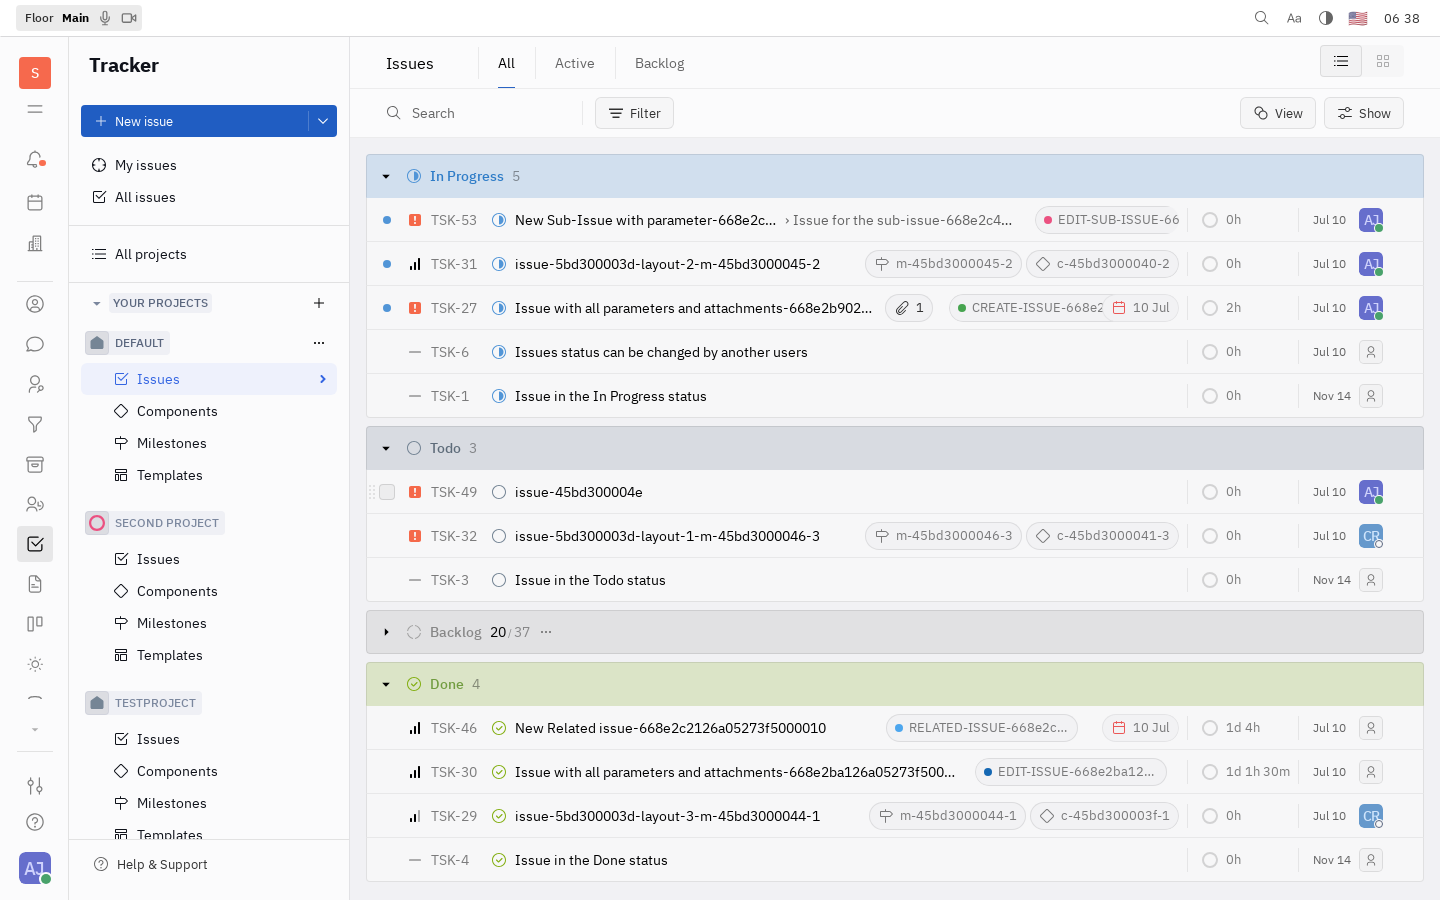 Floor Main
Aa
06 38
S
Tracker
New issue
My issues
All issues
All projects
YOUR PROJECTS
DEFAULT
Issues
Components
Milestones
Templates
SECOND PROJECT
Issues
Components
Milestones
Templates
TESTPROJECT
Issues
Components
Milestones
Templates
Help & Support
AJ
Issues
All
Active
Backlog
Search
Filter
View
Show
In Progress 5
TSK-53 New Sub-Issue with parameter-668e2c... › Issue for the sub-issue-668e2c4... EDIT-SUB-ISSUE-66 0h Jul 10 AJ
TSK-31 issue-5bd300003d-layout-2-m-45bd3000045-2 m-45bd3000045-2 c-45bd3000040-2 0h Jul 10 AJ
TSK-27 Issue with all parameters and attachments-668e2b902... 1 CREATE-ISSUE-668e2 10 Jul 2h Jul 10 AJ
TSK-6 Issues status can be changed by another users 0h Jul 10
TSK-1 Issue in the In Progress status 0h Nov 14
Todo 3
TSK-49 issue-45bd300004e 0h Jul 10 AJ
TSK-32 issue-5bd300003d-layout-1-m-45bd3000046-3 m-45bd3000046-3 c-45bd3000041-3 0h Jul 10 CR
TSK-3 Issue in the Todo status 0h Nov 14
Backlog 20/37 ...
Done 4
TSK-46 New Related issue-668e2c2126a05273f5000010 RELATED-ISSUE-668e2c... 10 Jul 1d 4h Jul 10
TSK-30 Issue with all parameters and attachments-668e2ba126a05273f500... EDIT-ISSUE-668e2ba12... 1d 1h 30m Jul 10
TSK-29 issue-5bd300003d-layout-3-m-45bd3000044-1 m-45bd3000044-1 c-45bd300003f-1 0h Jul 10 CR
TSK-4 Issue in the Done status 0h Nov 14